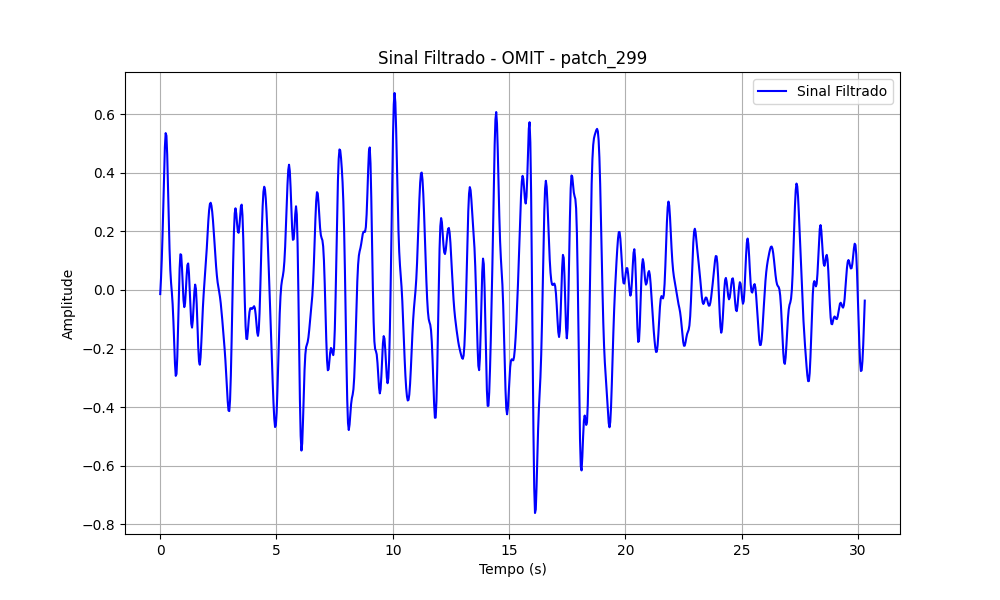 Sinal Filtrado - OMIT - patch_299
Sinal Filtrado
Amplitude
0.6
0.4
0.2
0.0
−0.2
−0.4
−0.6
−0.8
0 5 10 15 20 25 30
Tempo (s)